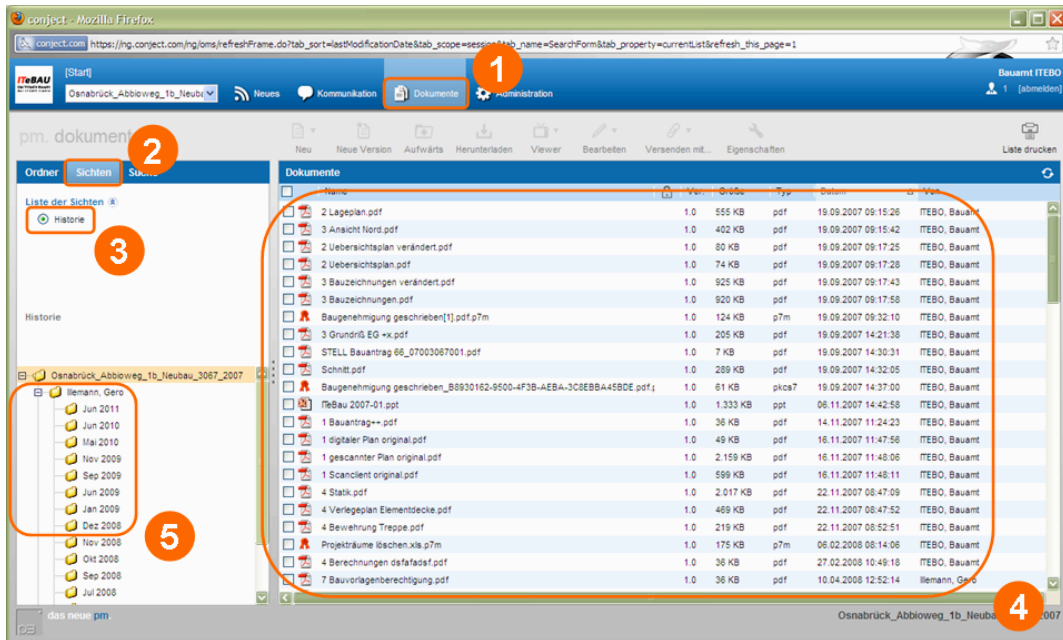 conject - Mozilla Firefox
conject.com https://ng.conject.com/ng/oms/refreshFrame.do?tab_sort=lastModificationDate&tab_scope=session&tab_name=SearchForm&tab_property=currentList&refresh_this_page=1
1
ITeBAU
[Start]
Bauamt ITEBO
Osnabrück_Abbioweg_1b_Neub
Neues
Kommunikation
Dokumente
Administration
1 [abmelden]
pm. dokumente
2
Neu
Neue Version
Aufwärts
Herunterladen
Viewer
Bearbeiten
Versenden mit...
Eigenschaften
Liste drucken
Ordner
Sichten
Suche
Liste der Sichten
Historie
3
Historie
Osnabrück_Abbioweg_1b_Neubau_3067_2007
Illemann, Gero
Jun 2011
Jun 2010
Mai 2010
Nov 2009
Sep 2009
Jun 2009
Jan 2009
Dez 2008
Nov 2008
Okt 2008
Sep 2008
Jul 2008
5
Dokumente
Name Ver. Größe Typ Datum Von
2 Lageplan.pdf 1.0 555 KB pdf 19.09.2007 09:15:26 ITEBO, Bauamt
3 Ansicht Nord.pdf 1.0 402 KB pdf 19.09.2007 09:15:42 ITEBO, Bauamt
2 Uebersichtsplan verändert.pdf 1.0 80 KB pdf 19.09.2007 09:17:25 ITEBO, Bauamt
2 Uebersichtsplan.pdf 1.0 74 KB pdf 19.09.2007 09:17:28 ITEBO, Bauamt
3 Bauzeichnungen verändert.pdf 1.0 925 KB pdf 19.09.2007 09:17:43 ITEBO, Bauamt
3 Bauzeichnungen.pdf 1.0 920 KB pdf 19.09.2007 09:17:58 ITEBO, Bauamt
Baugenehmigung geschrieben[1].pdf.p7m 1.0 124 KB p7m 19.09.2007 09:32:10 ITEBO, Bauamt
3 Grundriß EG +x.pdf 1.0 205 KB pdf 19.09.2007 14:21:38 ITEBO, Bauamt
STELL Bauantrag 66_07003067001.pdf 1.0 7 KB pdf 19.09.2007 14:30:31 ITEBO, Bauamt
Schnitt.pdf 1.0 289 KB pdf 19.09.2007 14:32:05 ITEBO, Bauamt
Baugenehmigung geschrieben_B8930162-9500-4F3B-AEBA-3C8EBBA45BDE.pdf.p 1.0 61 KB pkcs7 19.09.2007 14:37:00 ITEBO, Bauamt
ITeBau 2007-01.ppt 1.0 1.333 KB ppt 06.11.2007 14:42:58 ITEBO, Bauamt
1 Bauantrag++.pdf 1.0 36 KB pdf 14.11.2007 11:24:23 ITEBO, Bauamt
1 digitaler Plan original.pdf 1.0 49 KB pdf 16.11.2007 11:47:56 ITEBO, Bauamt
1 gescannter Plan original.pdf 1.0 2.159 KB pdf 16.11.2007 11:48:06 ITEBO, Bauamt
1 Scanclient original.pdf 1.0 599 KB pdf 16.11.2007 11:48:11 ITEBO, Bauamt
4 Statik.pdf 1.0 2.017 KB pdf 22.11.2007 08:47:09 ITEBO, Bauamt
4 Verlegeplan Elementdecke.pdf 1.0 469 KB pdf 22.11.2007 08:47:52 ITEBO, Bauamt
4 Bewehrung Treppe.pdf 1.0 219 KB pdf 22.11.2007 08:52:51 ITEBO, Bauamt
Projekträume löschen.xls.p7m 1.0 175 KB p7m 06.02.2008 08:14:06 ITEBO, Bauamt
4 Berechnungen dsfafadsf.pdf 1.0 36 KB pdf 27.02.2008 10:49:18 ITEBO, Bauamt
7 Bauvorlagenberechtigung.pdf 1.0 36 KB pdf 10.04.2008 12:52:14 Illemann, Gero
4
das neue pm.
Osnabrück_Abbioweg_1b_Neuba 2007